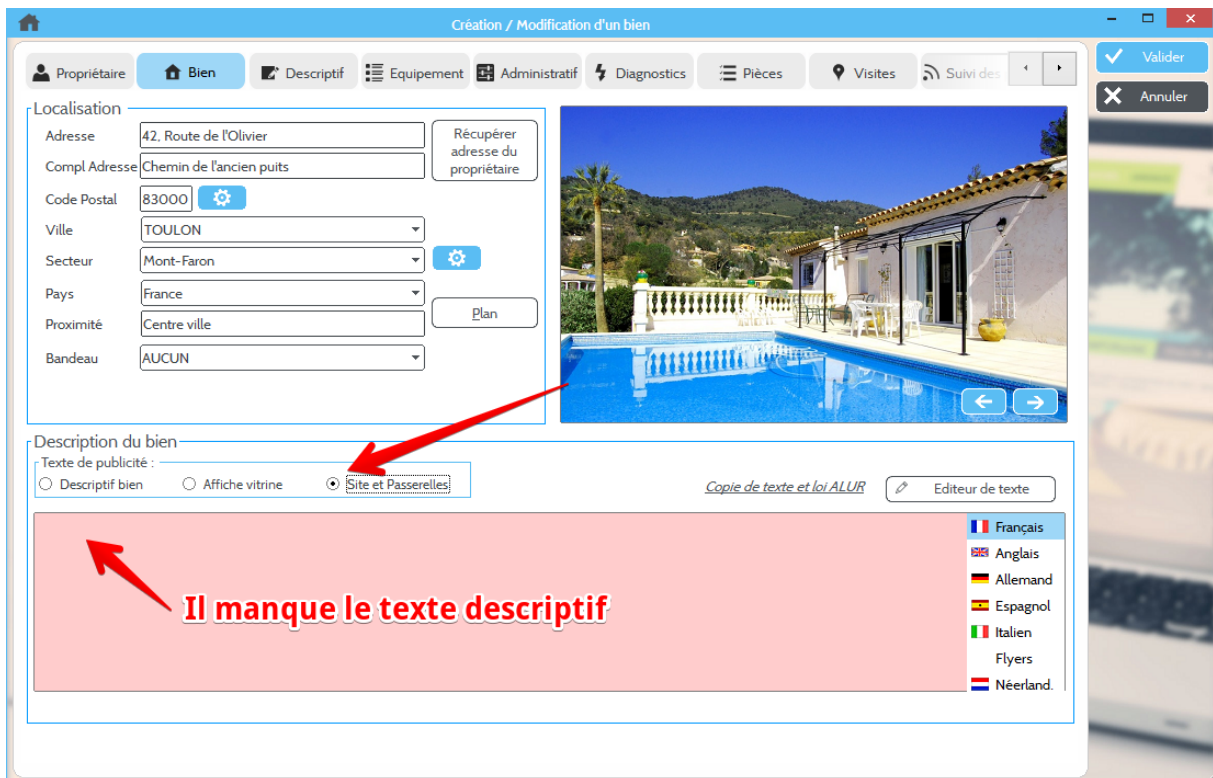 Création / Modification d'un bien
Propriétaire
Bien
Descriptif
Equipement
Administratif
Diagnostics
Pièces
Visites
Suivi des
Valider
Annuler
Localisation
Adresse
42, Route de l'Olivier
Récupérer
adresse du
propriétaire
Compl Adresse
Chemin de l'ancien puits
Code Postal
83000
Ville
TOULON
Secteur
Mont-Faron
Pays
France
Proximité
Centre ville
Plan
Bandeau
AUCUN
Description du bien
Texte de publicité :
Descriptif bien
Affiche vitrine
Site et Passerelles
Copie de texte et loi ALUR
Editeur de texte
Français
Anglais
Allemand
Espagnol
Italien
Flyers
Néerland.
Il manque le texte descriptif